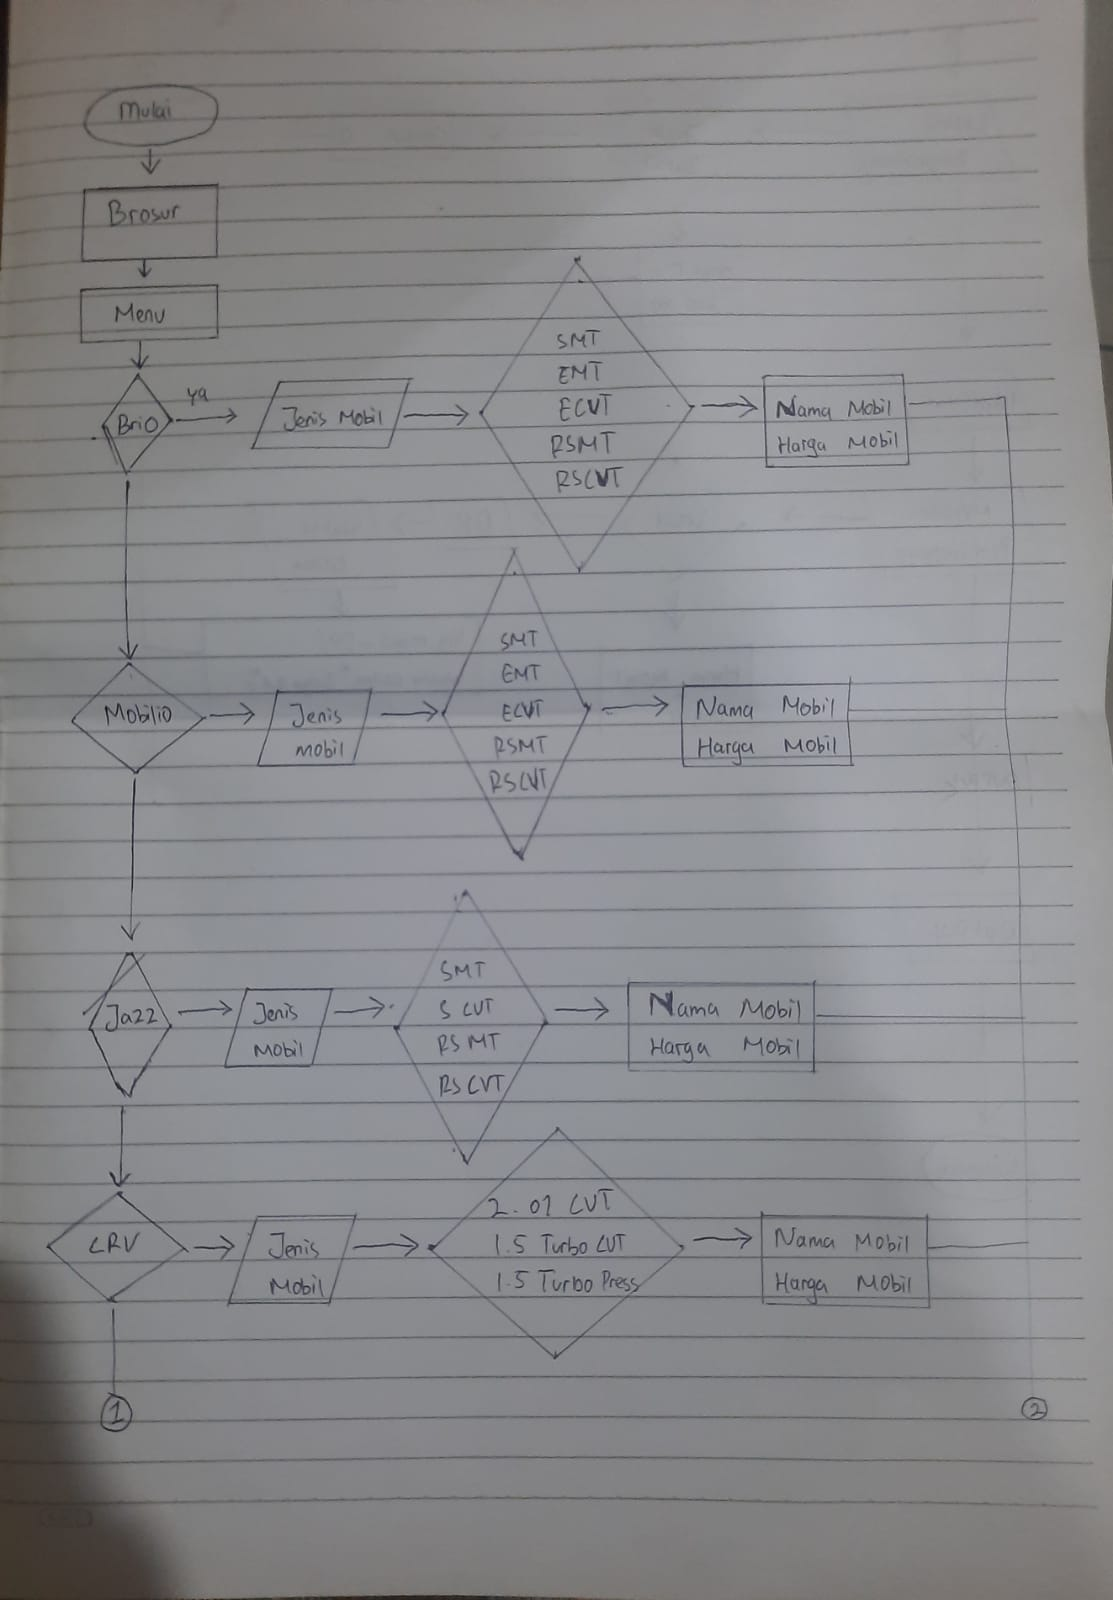 Mulai
Brosur
Menu
Brio
ya
Jenis Mobil
SMT
EMT
ECVT
RSMT
RSCVT
Nama Mobil
Harga Mobil
Mobilio
Jenis
mobil
SMT
EMT
ECVT
RSMT
RSCVT
Nama Mobil
Harga Mobil
Jazz
Jenis
Mobil
SMT
S CVT
RS MT
RS CVT
Nama Mobil
Harga Mobil
CRV
Jenis
Mobil
2.01 CVT
1.5 Turbo CVT
1.5 Turbo Press
Nama Mobil
Harga Mobil
1
2